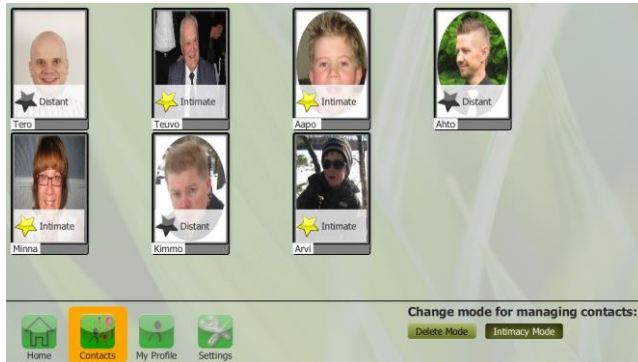 Distant
Tero
Intimate
Teuvo
Intimate
Aapo
Distant
Ahto
Intimate
Minna
Distant
Kimmo
Intimate
Arvi
Change mode for managing contacts:
Delete Mode Intimacy Mode
Home Contacts My Profile Settings